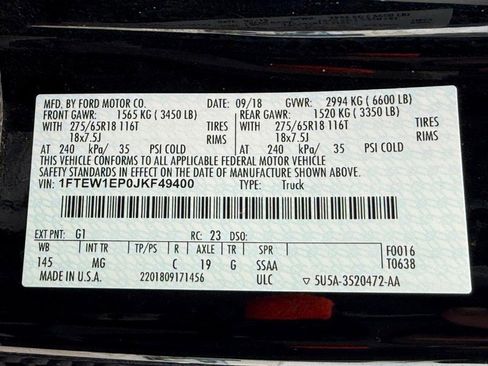 MFD. BY FORD MOTOR CO. DATE: 09/18 GVWR: 2994 KG (6600 LB)
FRONT GAWR: 1565 KG (3450 LB) REAR GAWR: 1520 KG (3350 LB)
WITH 275/65R18 116T TIRES WITH 275/65R18 116T TIRES
18x7.5J RIMS 18x7.5J RIMS
AT 240 kPa/ 35 PSI COLD AT 240 kPa/ 35 PSI COLD
THIS VEHICLE CONFORMS TO ALL APPLICABLE FEDERAL MOTOR VEHICLE
SAFETY STANDARDS IN EFFECT ON THE DATE OF MANUFACTURE SHOWN ABOVE.
VIN: 1FTEW1EP0JKF49400 TYPE: Truck
EXT PNT: G1 RC: 23 DSO:
WB INT TR TP/PS R AXLE TR SPR F0016
145 MG C 19 G SSAA T0638
MADE IN U.S.A. 2201809171456 ULC ▽ 5U5A-3520472-AA